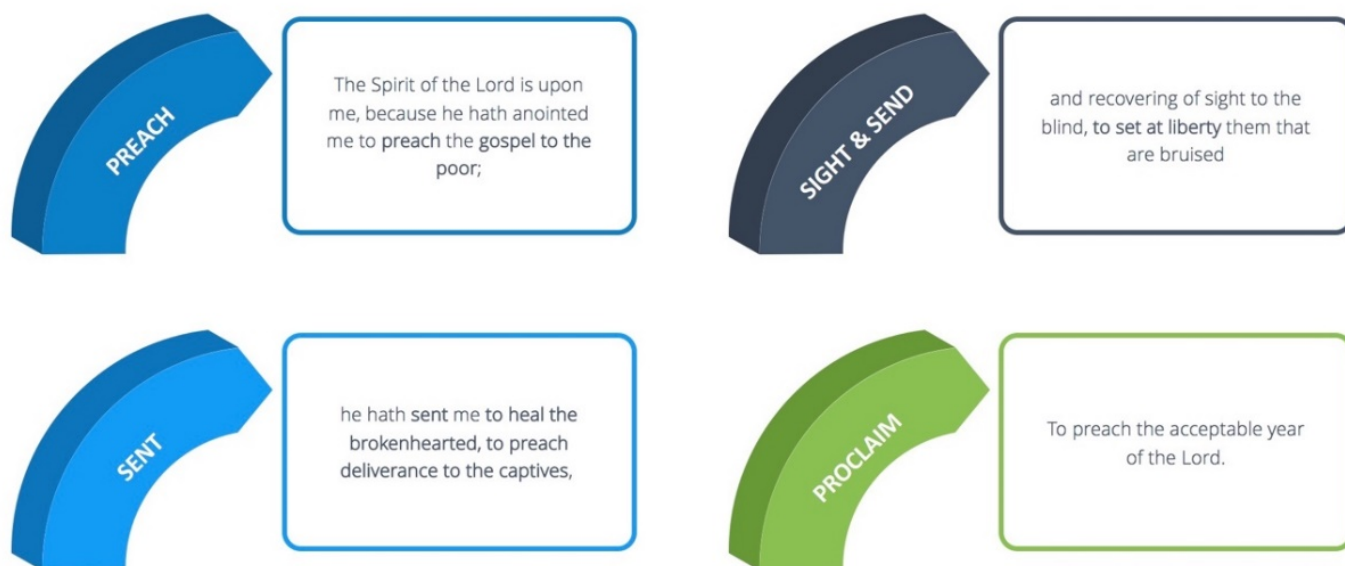 PREACH
The Spirit of the Lord is upon
me, because he hath anointed
me to preach the gospel to the
poor;
SIGHT & SEND
and recovering of sight to the
blind, to set at liberty them that
are bruised
SENT
he hath sent me to heal the
brokenhearted, to preach
deliverance to the captives,
PROCLAIM
To preach the acceptable year
of the Lord.